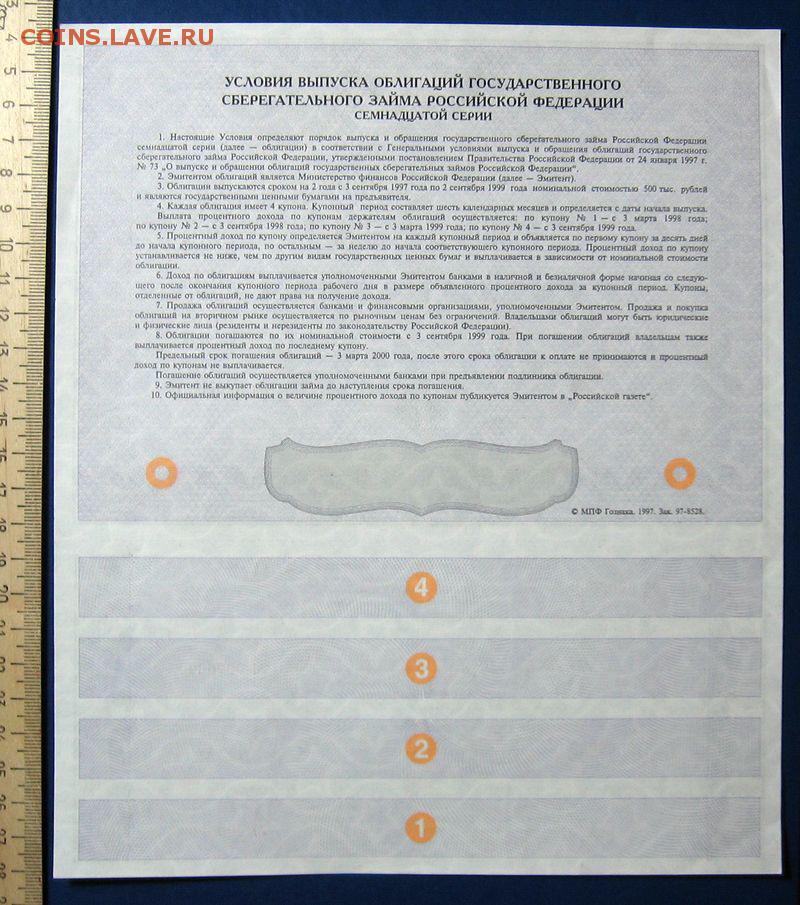 COINS.LAVE.RU
УСЛОВИЯ ВЫПУСКА ОБЛИГАЦИЙ ГОСУДАРСТВЕННОГО
СБЕРЕГАТЕЛЬНОГО ЗАЙМА РОССИЙСКОЙ ФЕДЕРАЦИИ
СЕМНАДЦАТОЙ СЕРИИ
1. Настоящие Условия определяют порядок выпуска и обращения государственного сберегательного займа Российской Федерации
семнадцатой серии (далее — облигации) в соответствии с Генеральными условиями выпуска и обращения облигаций государственного
сберегательного займа Российской Федерации, утвержденными постановлением Правительства Российской Федерации от 24 января 1997 г.
№ 73 „О выпуске и обращении облигаций государственных сберегательных займов Российской Федерации“.
2. Эмитентом облигаций является Министерство финансов Российской Федерации (далее — Эмитент).
3. Облигации выпускаются сроком на 2 года с 3 сентября 1997 года по 2 сентября 1999 года номинальной стоимостью 500 тыс. рублей
и являются государственными ценными бумагами на предъявителя.
4. Каждая облигация имеет 4 купона. Купонный период составляет шесть календарных месяцев и определяется с даты начала выпуска.
Выплата процентного дохода по купонам держателям облигаций осуществляется: по купону № 1 — с 3 марта 1998 года;
по купону № 2 — с 3 сентября 1998 года; по купону № 3 — с 3 марта 1999 года; по купону № 4 — с 3 сентября 1999 года.
5. Процентный доход по купону определяется Эмитентом на каждый купонный период и объявляется по первому купону за десять дней
до начала купонного периода, по остальным — за неделю до начала соответствующего купонного периода. Процентный доход по купону
устанавливается не ниже, чем по другим видам государственных ценных бумаг и выплачивается в зависимости от номинальной стоимости
облигации.
6. Доход по облигациям выплачивается уполномоченными Эмитентом банками в наличной и безналичной форме начиная со следую-
щего после окончания купонного периода рабочего дня в размере объявленного процентного дохода за купонный период. Купоны,
отделенные от облигаций, не дают права на получение дохода.
7. Продажа облигаций осуществляется банками и финансовыми организациями, уполномоченными Эмитентом. Продажа и покупка
облигаций на вторичном рынке осуществляется по рыночным ценам без ограничений. Владельцами облигаций могут быть юридические
и физические лица (резиденты и нерезиденты по законодательству Российской Федерации).
8. Облигации погашаются по их номинальной стоимости с 3 сентября 1999 года. При погашении облигаций владельцам также
выплачивается процентный доход по последнему купону.
Предельный срок погашения облигаций — 3 марта 2000 года, после этого срока облигации к оплате не принимаются и процентный
доход по купонам не выплачивается.
Погашение облигаций осуществляется уполномоченными банками при предъявлении подлинника облигации.
9. Эмитент не выкупает облигации займа до наступления срока погашения.
10. Официальная информация о величине процентного дохода по купонам публикуется Эмитентом в „Российской газете“.
© МПФ Гознака. 1997. Зак. 97-8528.
4
3
2
1